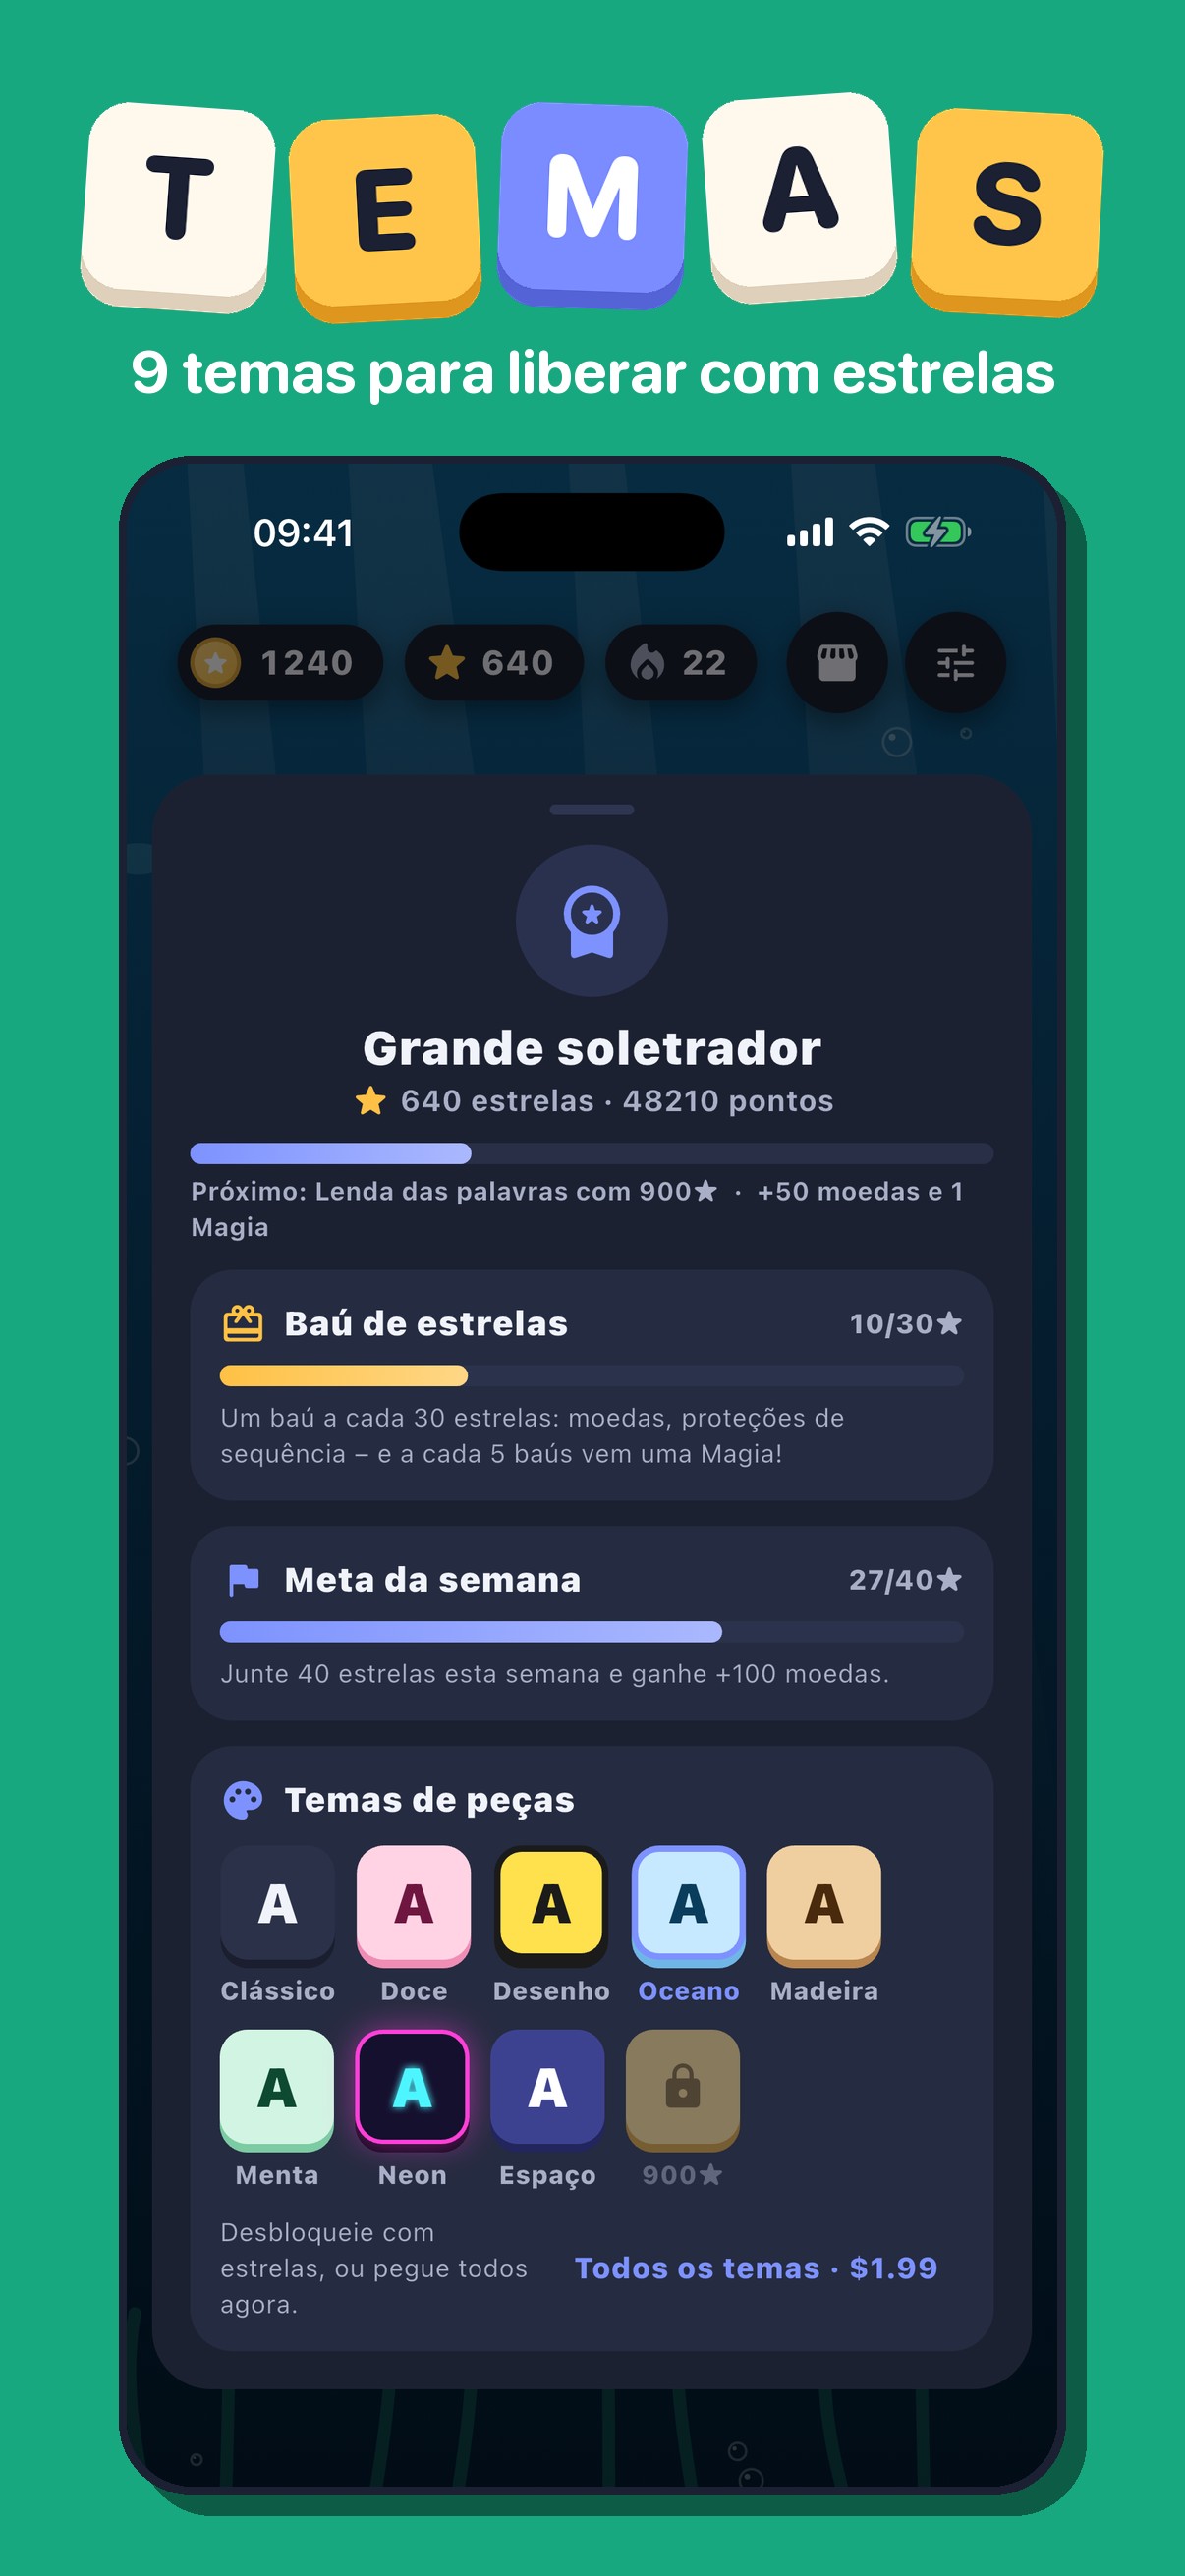 TEMAS
9 temas para liberar com estrelas
09:41
1240 640 22
Grande soletrador
640 estrelas · 48210 pontos
Próximo: Lenda das palavras com 900★ · +50 moedas e 1
Magia
Baú de estrelas 10/30★
Um baú a cada 30 estrelas: moedas, proteções de
sequência – e a cada 5 baús vem uma Magia!
Meta da semana 27/40★
Junte 40 estrelas esta semana e ganhe +100 moedas.
Temas de peças
A A A A A
Clássico Doce Desenho Oceano Madeira
A A A
Menta Neon Espaço 900★
Desbloqueie com
estrelas, ou pegue todos
agora.
Todos os temas · $1.99